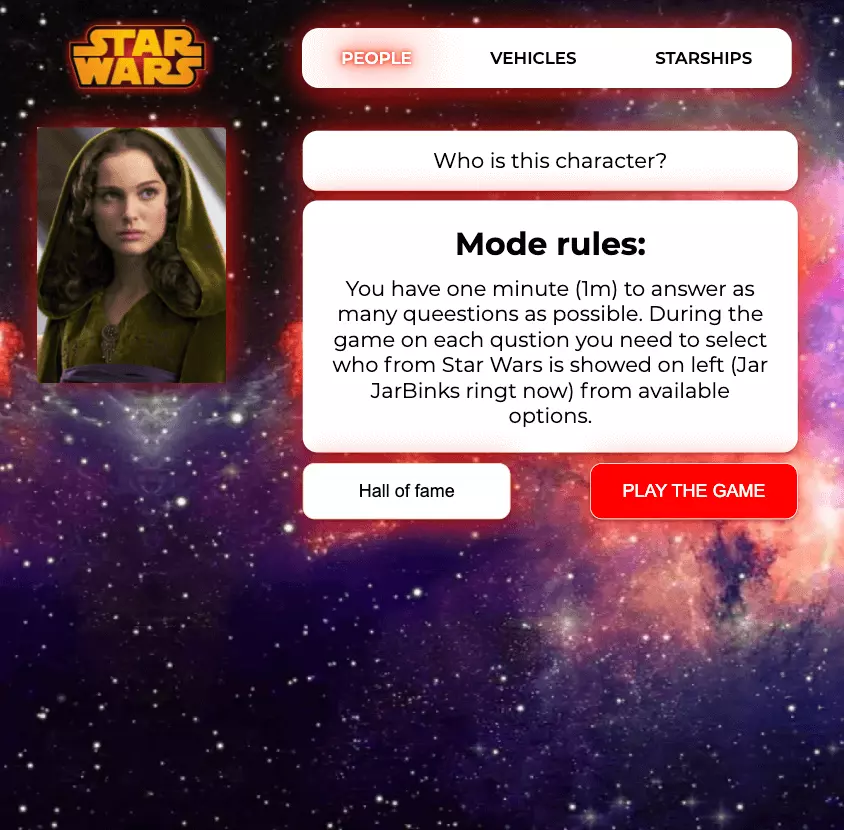 STAR
WARS
PEOPLE VEHICLES STARSHIPS
Who is this character?
Mode rules:
You have one minute (1m) to answer as
many queestions as possible. During the
game on each qustion you need to select
who from Star Wars is showed on left (Jar
JarBinks ringt now) from available
options.
Hall of fame PLAY THE GAME